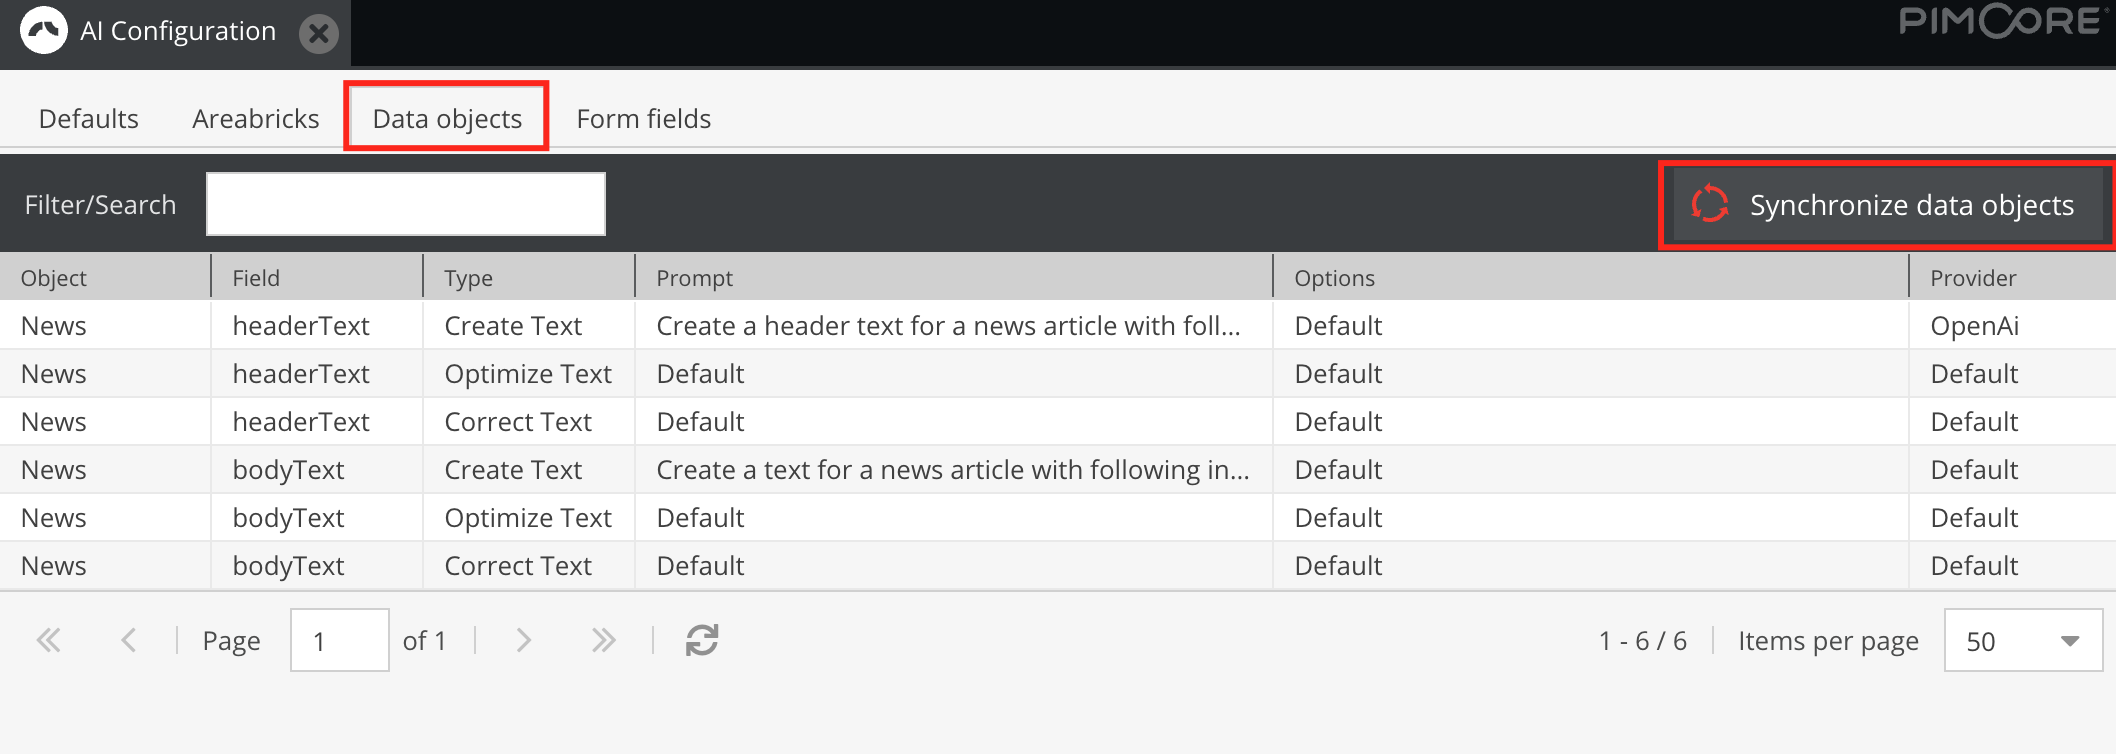 AI Configuration
PIMCORE
Defaults Areabricks Data objects Form fields
Filter/Search Synchronize data objects
Object Field Type Prompt Options Provider
News headerText Create Text Create a header text for a news article with foll... Default OpenAi
News headerText Optimize Text Default Default Default
News headerText Correct Text Default Default Default
News bodyText Create Text Create a text for a news article with following in... Default Default
News bodyText Optimize Text Default Default Default
News bodyText Correct Text Default Default Default
Page 1 of 1 1 - 6 / 6 Items per page 50